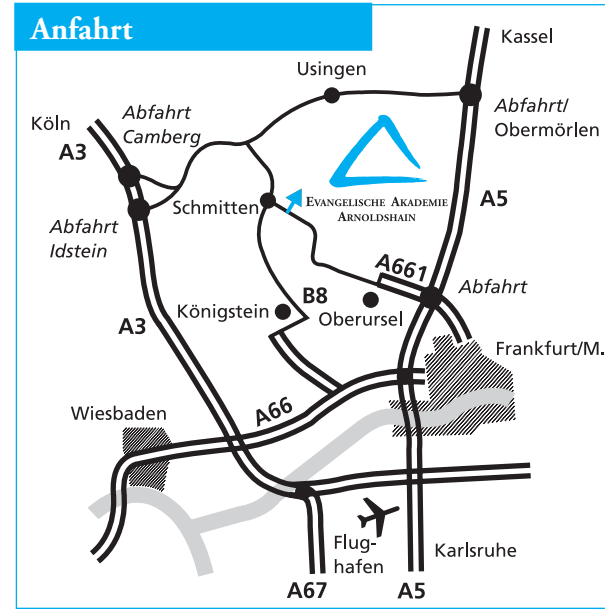 Anfahrt
Kassel
Usingen
Abfahrt
Camberg
Köln
A3
Abfahrt/
Obermörlen
Schmitten
EVANGELISCHE AKADEMIE
ARNOLDSHAIN
A5
Abfahrt
Idstein
A661
Abfahrt
B8
Königstein
Oberursel
A3
Frankfurt/M.
A66
Wiesbaden
Flug-
hafen
Karlsruhe
A67
A5